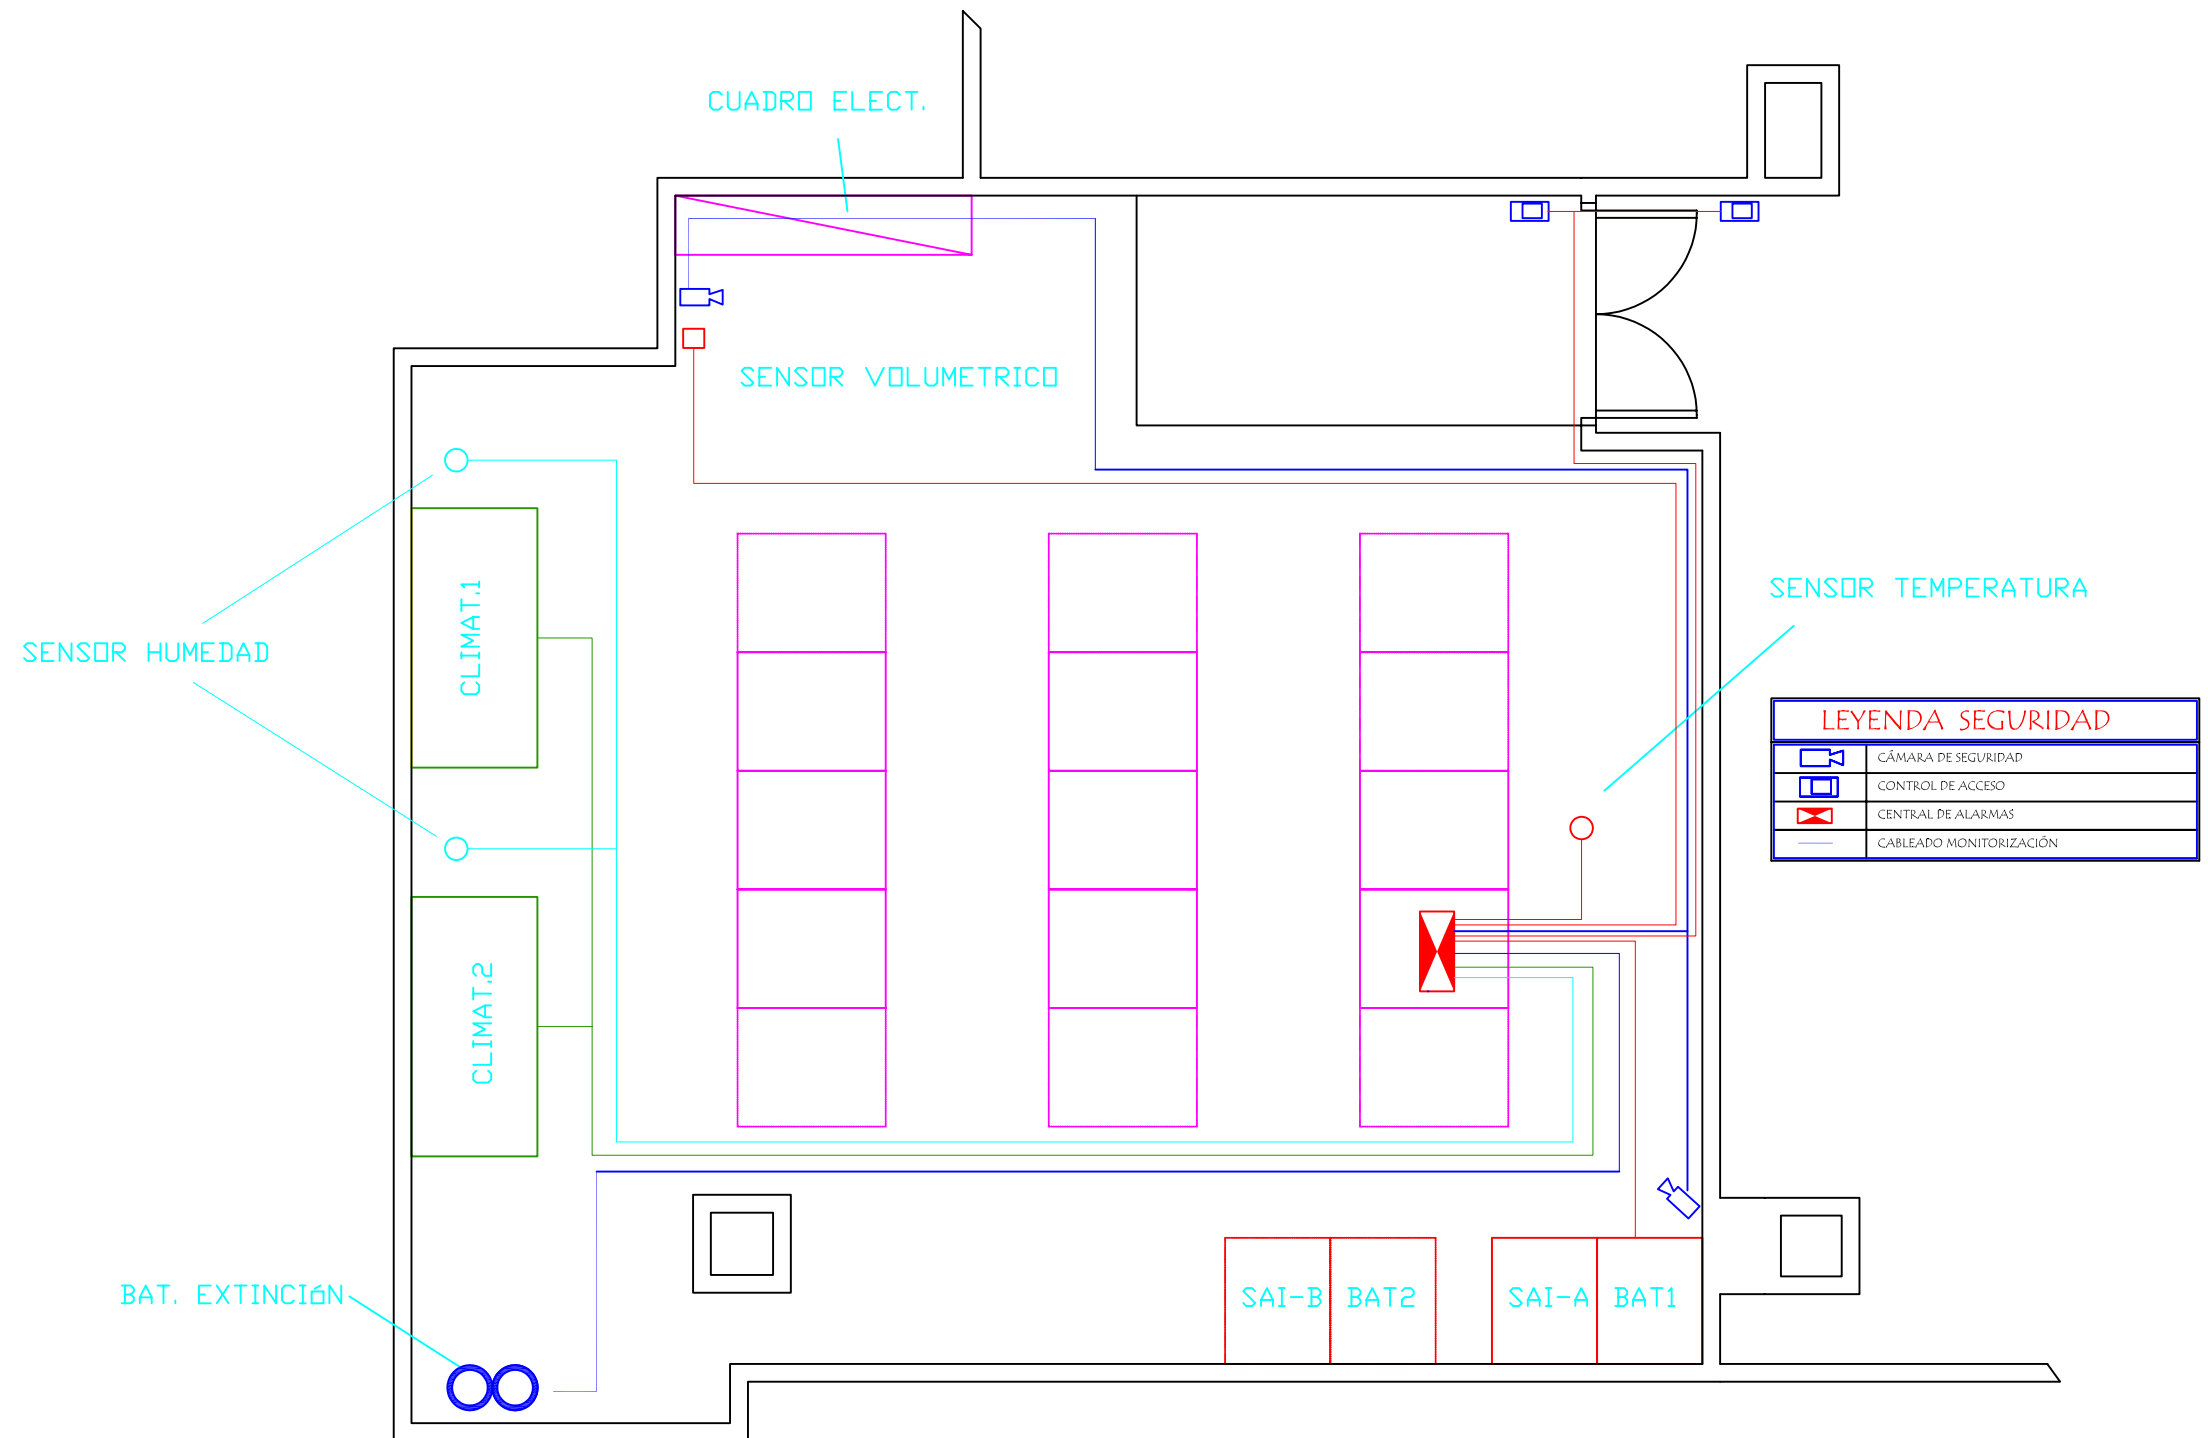 CUADRO ELECT.
SENSOR VOLUMETRICO
SENSOR TEMPERATURA
CLIMAT.1
SENSOR HUMEDAD
LEYENDA SEGURIDAD
CÁMARA DE SEGURIDAD
CONTROL DE ACCESO
CENTRAL DE ALARMAS
CABLEADO MONITORIZACIÓN
CLIMAT.2
BAT. EXTINCIóN
SAI-B BAT2 SAI-A BAT1